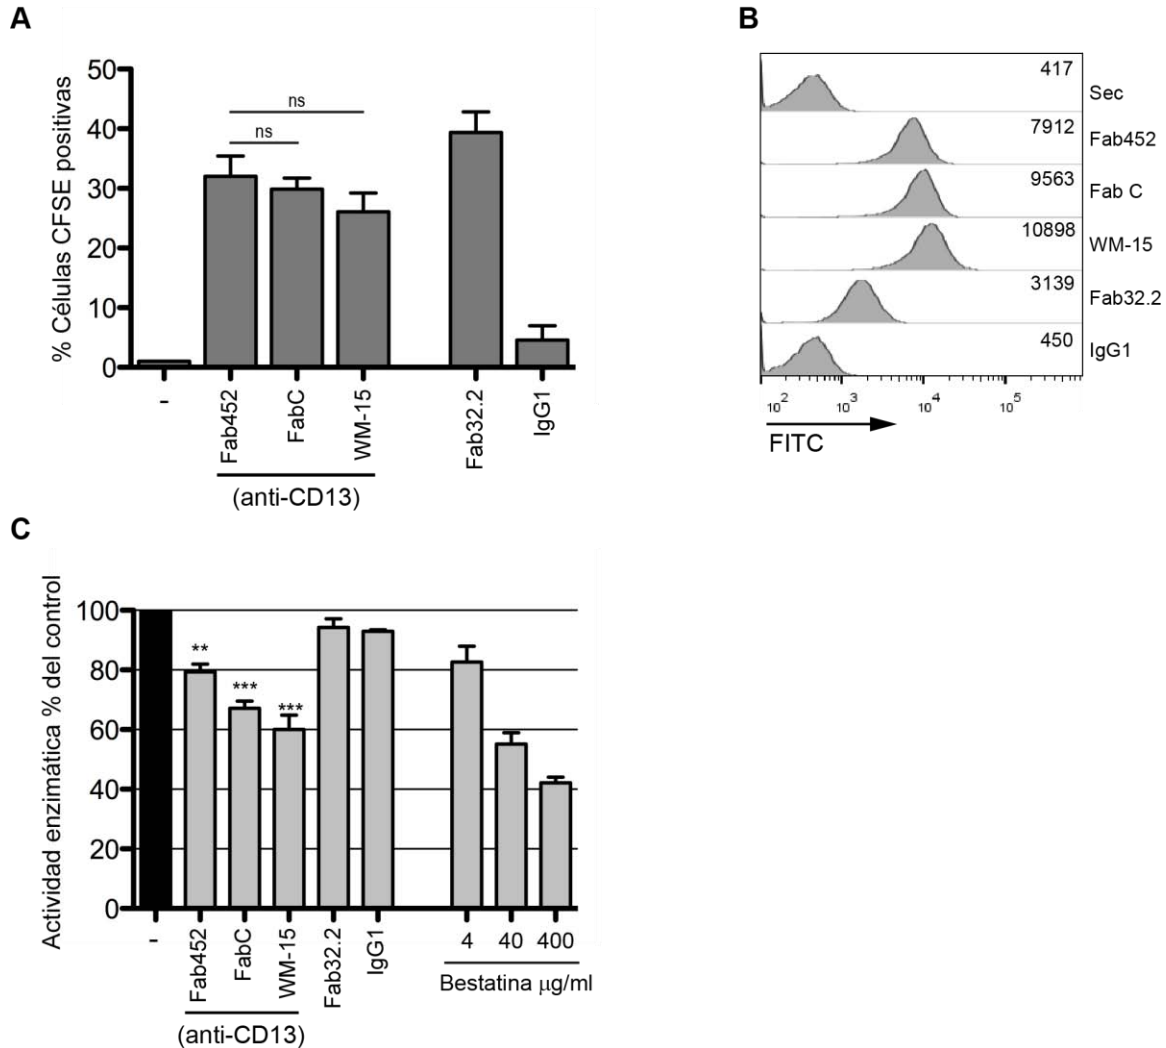 A
% Células CFSE positivas
50
40
30
20
10
0
ns
ns
-
Fab452
FabC
WM-15
Fab32.2
IgG1
(anti-CD13)
B
417 Sec
7912 Fab452
9563 Fab C
10898 WM-15
3139 Fab32.2
450 IgG1
10² 10³ 10⁴ 10⁵
FITC
C
Actividad enzimática % del control
100
80
60
40
20
0
**
***
***
-
Fab452
FabC
WM-15
Fab32.2
IgG1
4 40 400
Bestatina µg/ml
(anti-CD13)